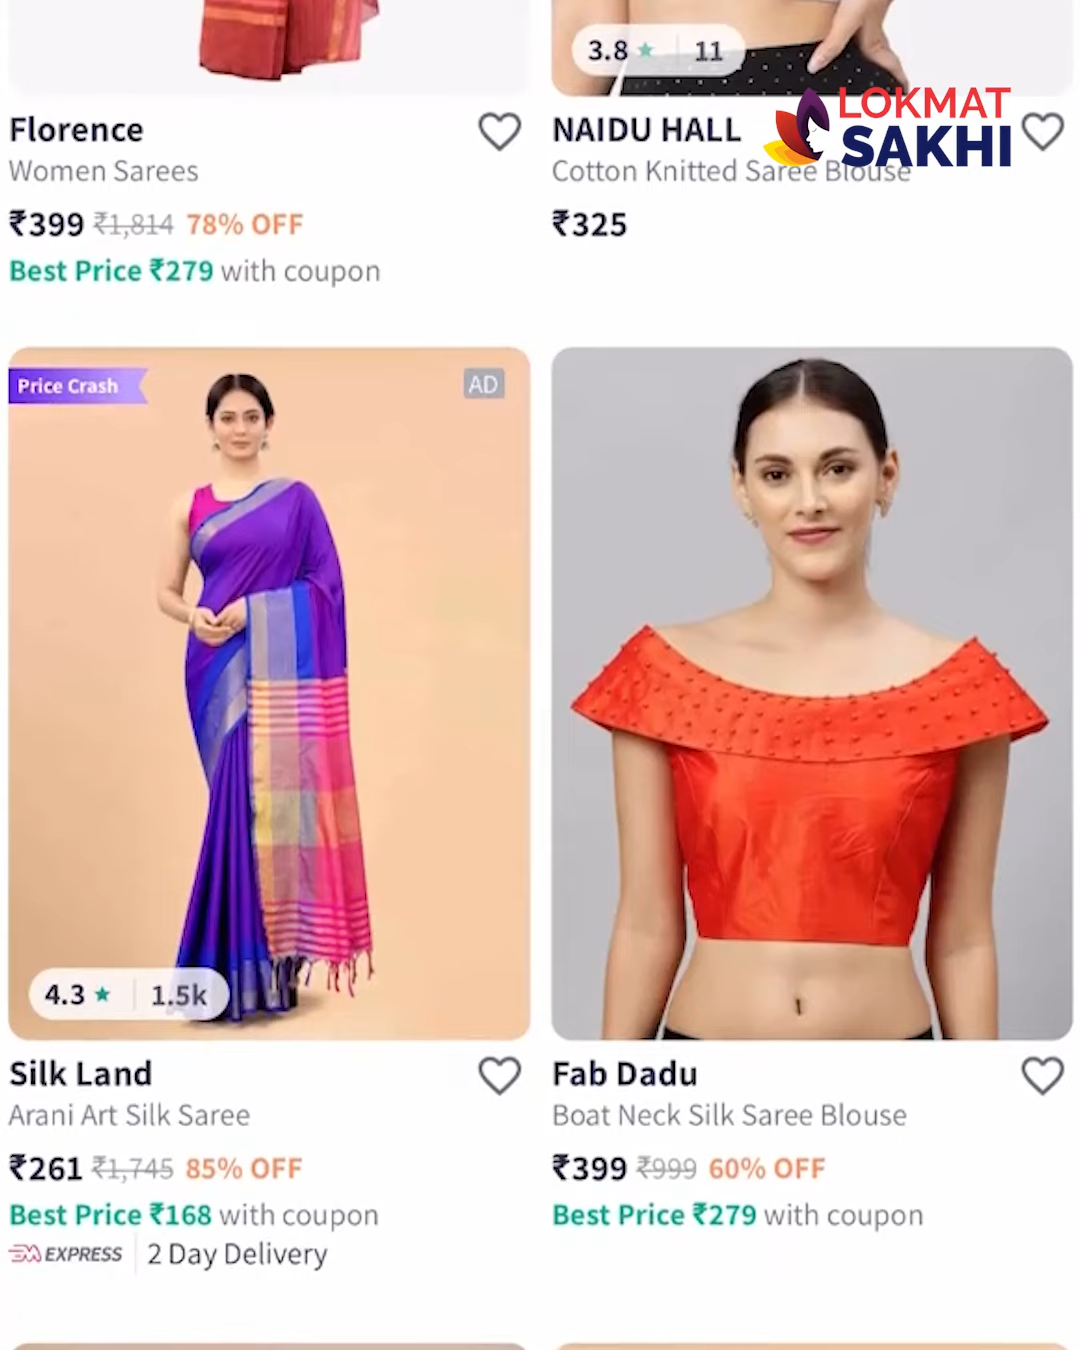 3.8 ★ | 11
LOKMAT
SAKHI
Florence
Women Sarees
₹399 ₹1,814 78% OFF
Best Price ₹279 with coupon
NAIDU HALL
Cotton Knitted Saree Blouse
₹325
Price Crash
AD
4.3 ★ | 1.5k
Silk Land
Arani Art Silk Saree
₹261 ₹1,745 85% OFF
Best Price ₹168 with coupon
EXPRESS | 2 Day Delivery
Fab Dadu
Boat Neck Silk Saree Blouse
₹399 ₹999 60% OFF
Best Price ₹279 with coupon